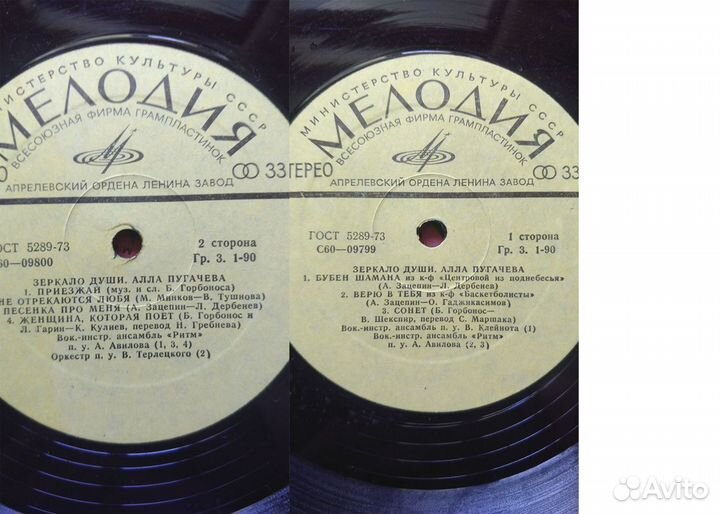 МИНИСТЕРСТВО КУЛЬТУРЫ СССР
МЕЛОДИЯ
ВСЕСОЮЗНАЯ ФИРМА ГРАМПЛАСТИНОК
33
АПРЕЛЕВСКИЙ ОРДЕНА ЛЕНИНА ЗАВОД
ГОСТ 5289-73
2 сторона
60—09800
Гр. 3. 1-90
ЗЕРКАЛО ДУШИ. АЛЛА ПУГАЧЕВА
1. ПРИЕЗЖАЙ (муз. и сл. Б. Горбоноса)
НЕ ОТРЕКАЮТСЯ ЛЮБЯ (М. Минков—В. Тушнова)
ПЕСЕНКА ПРО МЕНЯ (А. Зацепин—Л. Дербенев)
4. ЖЕНЩИНА, КОТОРАЯ ПОЕТ (Б. Горбонос и
Л. Гарин—К. Кулиев, перевод Н. Гребнева)
Вок.-инстр. ансамбль «Ритм»
п. у. А. Авилова (1, 3, 4)
Оркестр п. у. В. Терлецкого (2)
МИНИСТЕРСТВО КУЛЬТУРЫ СССР
МЕЛОДИЯ
ВСЕСОЮЗНАЯ ФИРМА ГРАМПЛАСТИНОК
ТЕРЕО
33
АПРЕЛЕВСКИЙ ОРДЕНА ЛЕНИНА ЗАВОД
ГОСТ 5289-73
1 сторона
С60—09799
Гр. 3. 1-90
ЗЕРКАЛО ДУШИ. АЛЛА ПУГАЧЕВА
1. БУБЕН ШАМАНА из к-ф «Центровой из поднебесья»
(А. Зацепин—Л. Дербенев)
2. ВЕРЮ В ТЕБЯ из к-ф «Баскетболисты»
(А. Зацепин—О. Гаджикасимов)
3. СОНЕТ (Б. Горбонос—
В. Шекспир, перевод С. Маршака)
Вок.-инстр. ансамбль п. у. В. Клейнота (1)
Вок.-инстр. ансамбль «Ритм»
п. у. А. Авилова (2, 3)
Avito